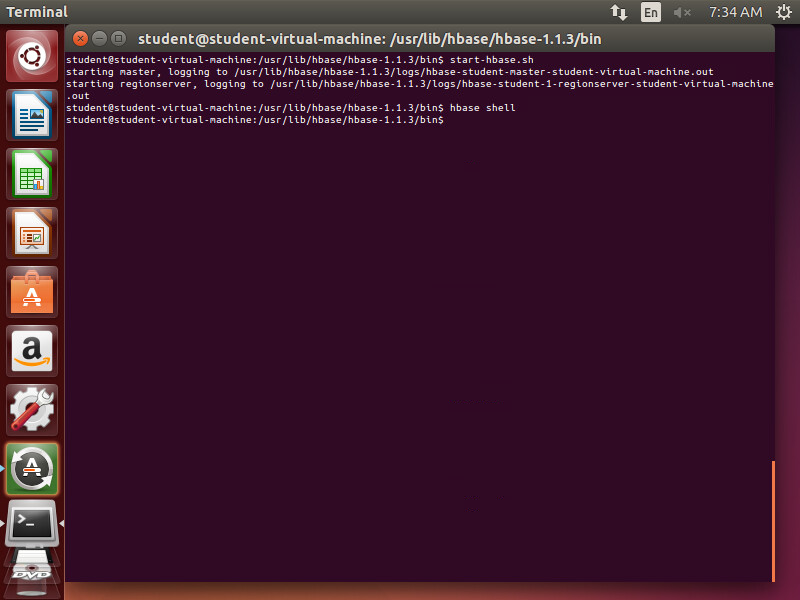 Terminal
En
7:34 AM
student@student-virtual-machine: /usr/lib/hbase/hbase-1.1.3/bin
student@student-virtual-machine:/usr/lib/hbase/hbase-1.1.3/bin$ start-hbase.sh
starting master, logging to /usr/lib/hbase/hbase-1.1.3/logs/hbase-student-master-student-virtual-machine.out
starting regionserver, logging to /usr/lib/hbase/hbase-1.1.3/logs/hbase-student-1-regionserver-student-virtual-machine
.out
student@student-virtual-machine:/usr/lib/hbase/hbase-1.1.3/bin$ hbase shell
student@student-virtual-machine:/usr/lib/hbase/hbase-1.1.3/bin$
a
>_
DVD